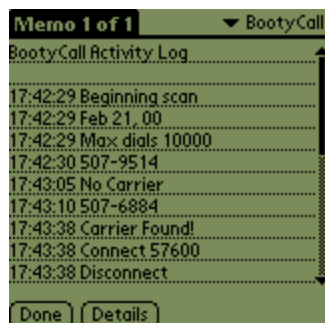 Memo 1 of 1
BootyCall
BootyCall Activity Log
17:42:29 Beginning scan
17:42:29 Feb 21, 00
17:42:29 Max dials 10000
17:42:30 507-9514
17:43:05 No Carrier
17:43:10 507-6884
17:43:38 Carrier Found!
17:43:38 Connect 57600
17:43:38 Disconnect
Done
Details